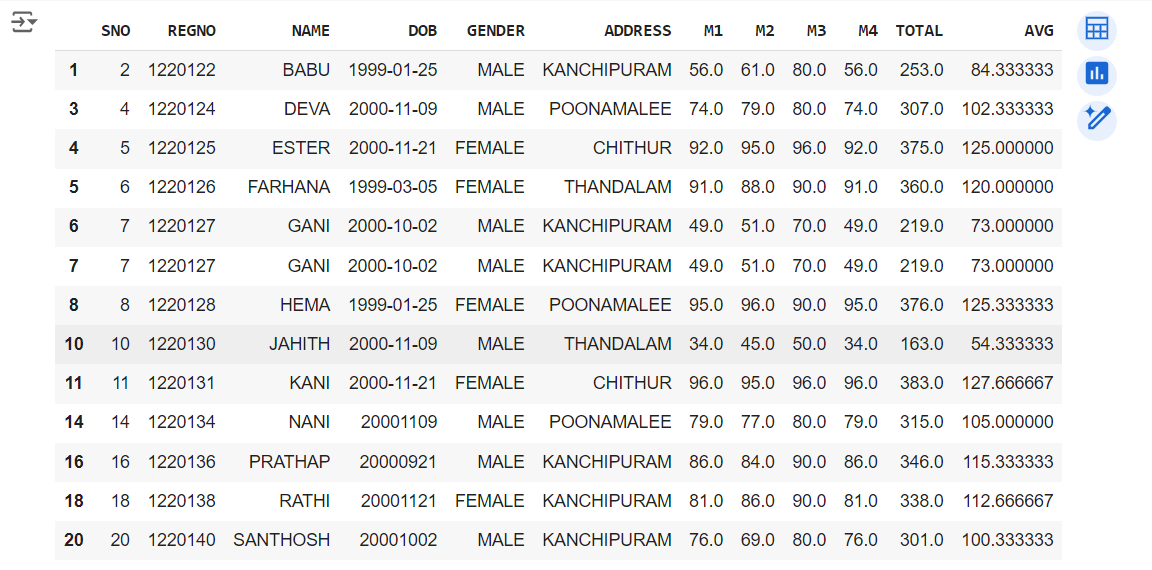 SNO REGNO NAME DOB GENDER ADDRESS M1 M2 M3 M4 TOTAL AVG
1 2 1220122 BABU 1999-01-25 MALE KANCHIPURAM 56.0 61.0 80.0 56.0 253.0 84.333333
3 4 1220124 DEVA 2000-11-09 MALE POONAMALEE 74.0 79.0 80.0 74.0 307.0 102.333333
4 5 1220125 ESTER 2000-11-21 FEMALE CHITHUR 92.0 95.0 96.0 92.0 375.0 125.000000
5 6 1220126 FARHANA 1999-03-05 FEMALE THANDALAM 91.0 88.0 90.0 91.0 360.0 120.000000
6 7 1220127 GANI 2000-10-02 MALE KANCHIPURAM 49.0 51.0 70.0 49.0 219.0 73.000000
7 7 1220127 GANI 2000-10-02 MALE KANCHIPURAM 49.0 51.0 70.0 49.0 219.0 73.000000
8 8 1220128 HEMA 1999-01-25 FEMALE POONAMALEE 95.0 96.0 90.0 95.0 376.0 125.333333
10 10 1220130 JAHITH 2000-11-09 MALE THANDALAM 34.0 45.0 50.0 34.0 163.0 54.333333
11 11 1220131 KANI 2000-11-21 FEMALE CHITHUR 96.0 95.0 96.0 96.0 383.0 127.666667
14 14 1220134 NANI 20001109 MALE POONAMALEE 79.0 77.0 80.0 79.0 315.0 105.000000
16 16 1220136 PRATHAP 20000921 MALE KANCHIPURAM 86.0 84.0 90.0 86.0 346.0 115.333333
18 18 1220138 RATHI 20001121 FEMALE KANCHIPURAM 81.0 86.0 90.0 81.0 338.0 112.666667
20 20 1220140 SANTHOSH 20001002 MALE KANCHIPURAM 76.0 69.0 80.0 76.0 301.0 100.333333